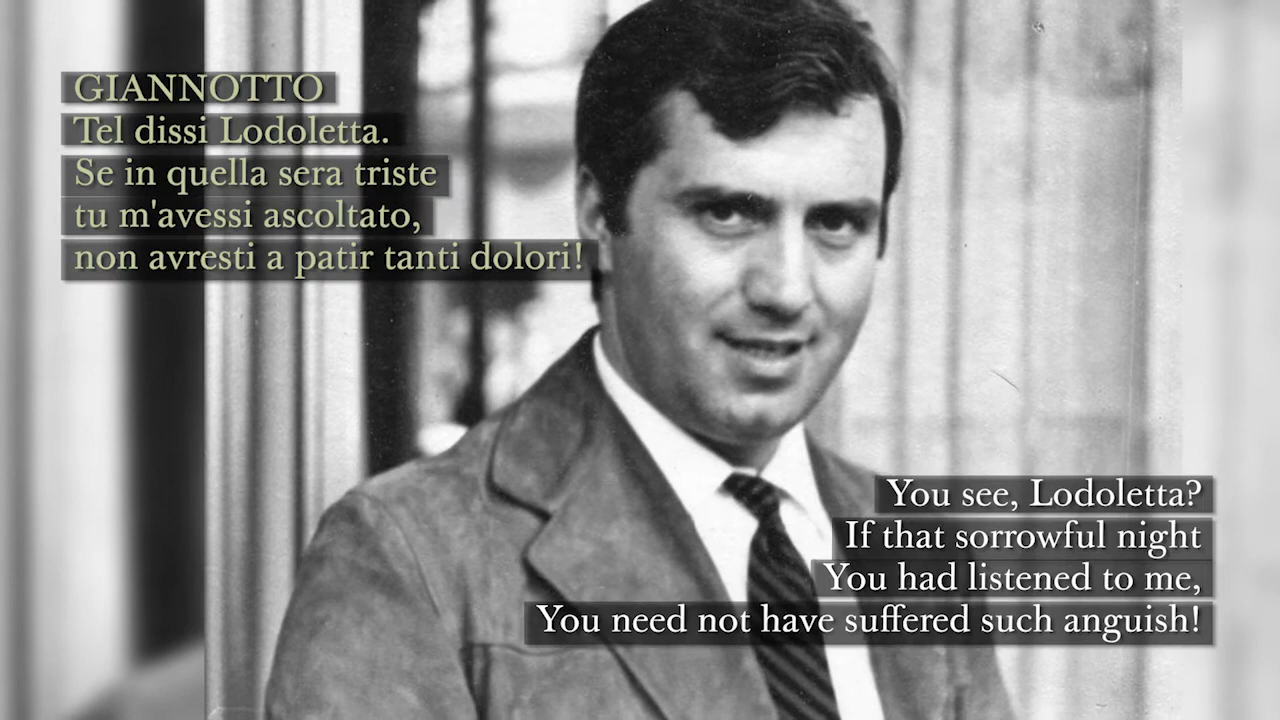 GIANNOTTO
Tel dissi Lodoletta.
Se in quella sera triste
tu m'avessi ascoltato,
non avresti a patir tanti dolori!
You see, Lodoletta?
If that sorrowful night
You had listened to me,
You need not have suffered such anguish!